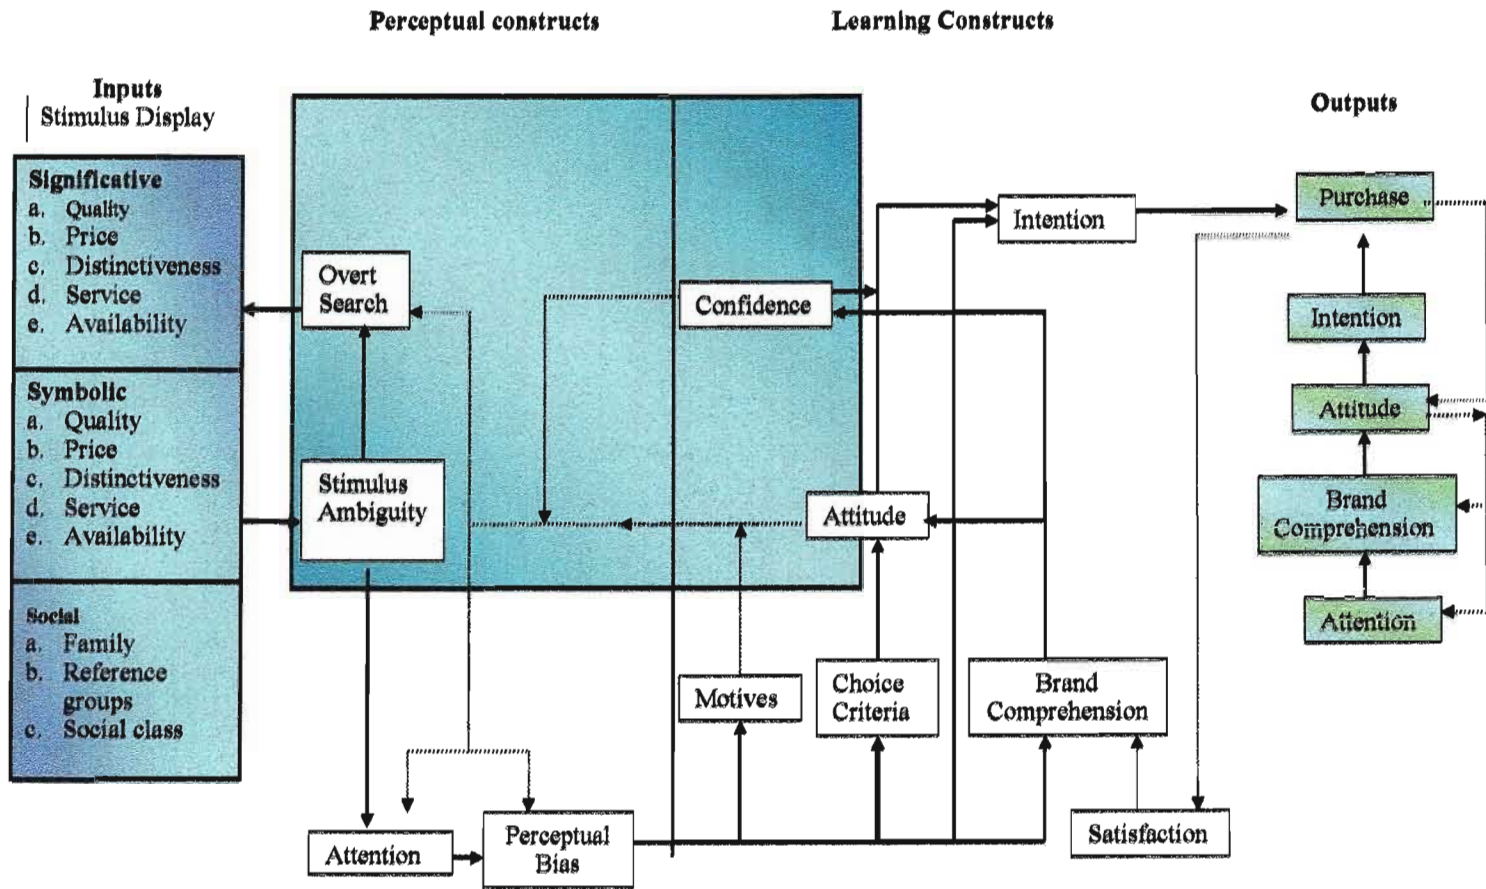 Perceptual constructs
Learning Constructs
Inputs
Stimulus Display
Outputs
Significative
a. Quality
b. Price
c. Distinctiveness
d. Service
e. Availability
Symbolic
a. Quality
b. Price
c. Distinctiveness
d. Service
e. Availability
Social
a. Family
b. Reference
groups
c. Social class
Overt
Search
Stimulus
Ambiguity
Attention
Perceptual
Bias
Confidence
Attitude
Motives
Choice
Criteria
Intention
Brand
Comprehension
Satisfaction
Purchase
Intention
Attitude
Brand
Comprehension
Attention